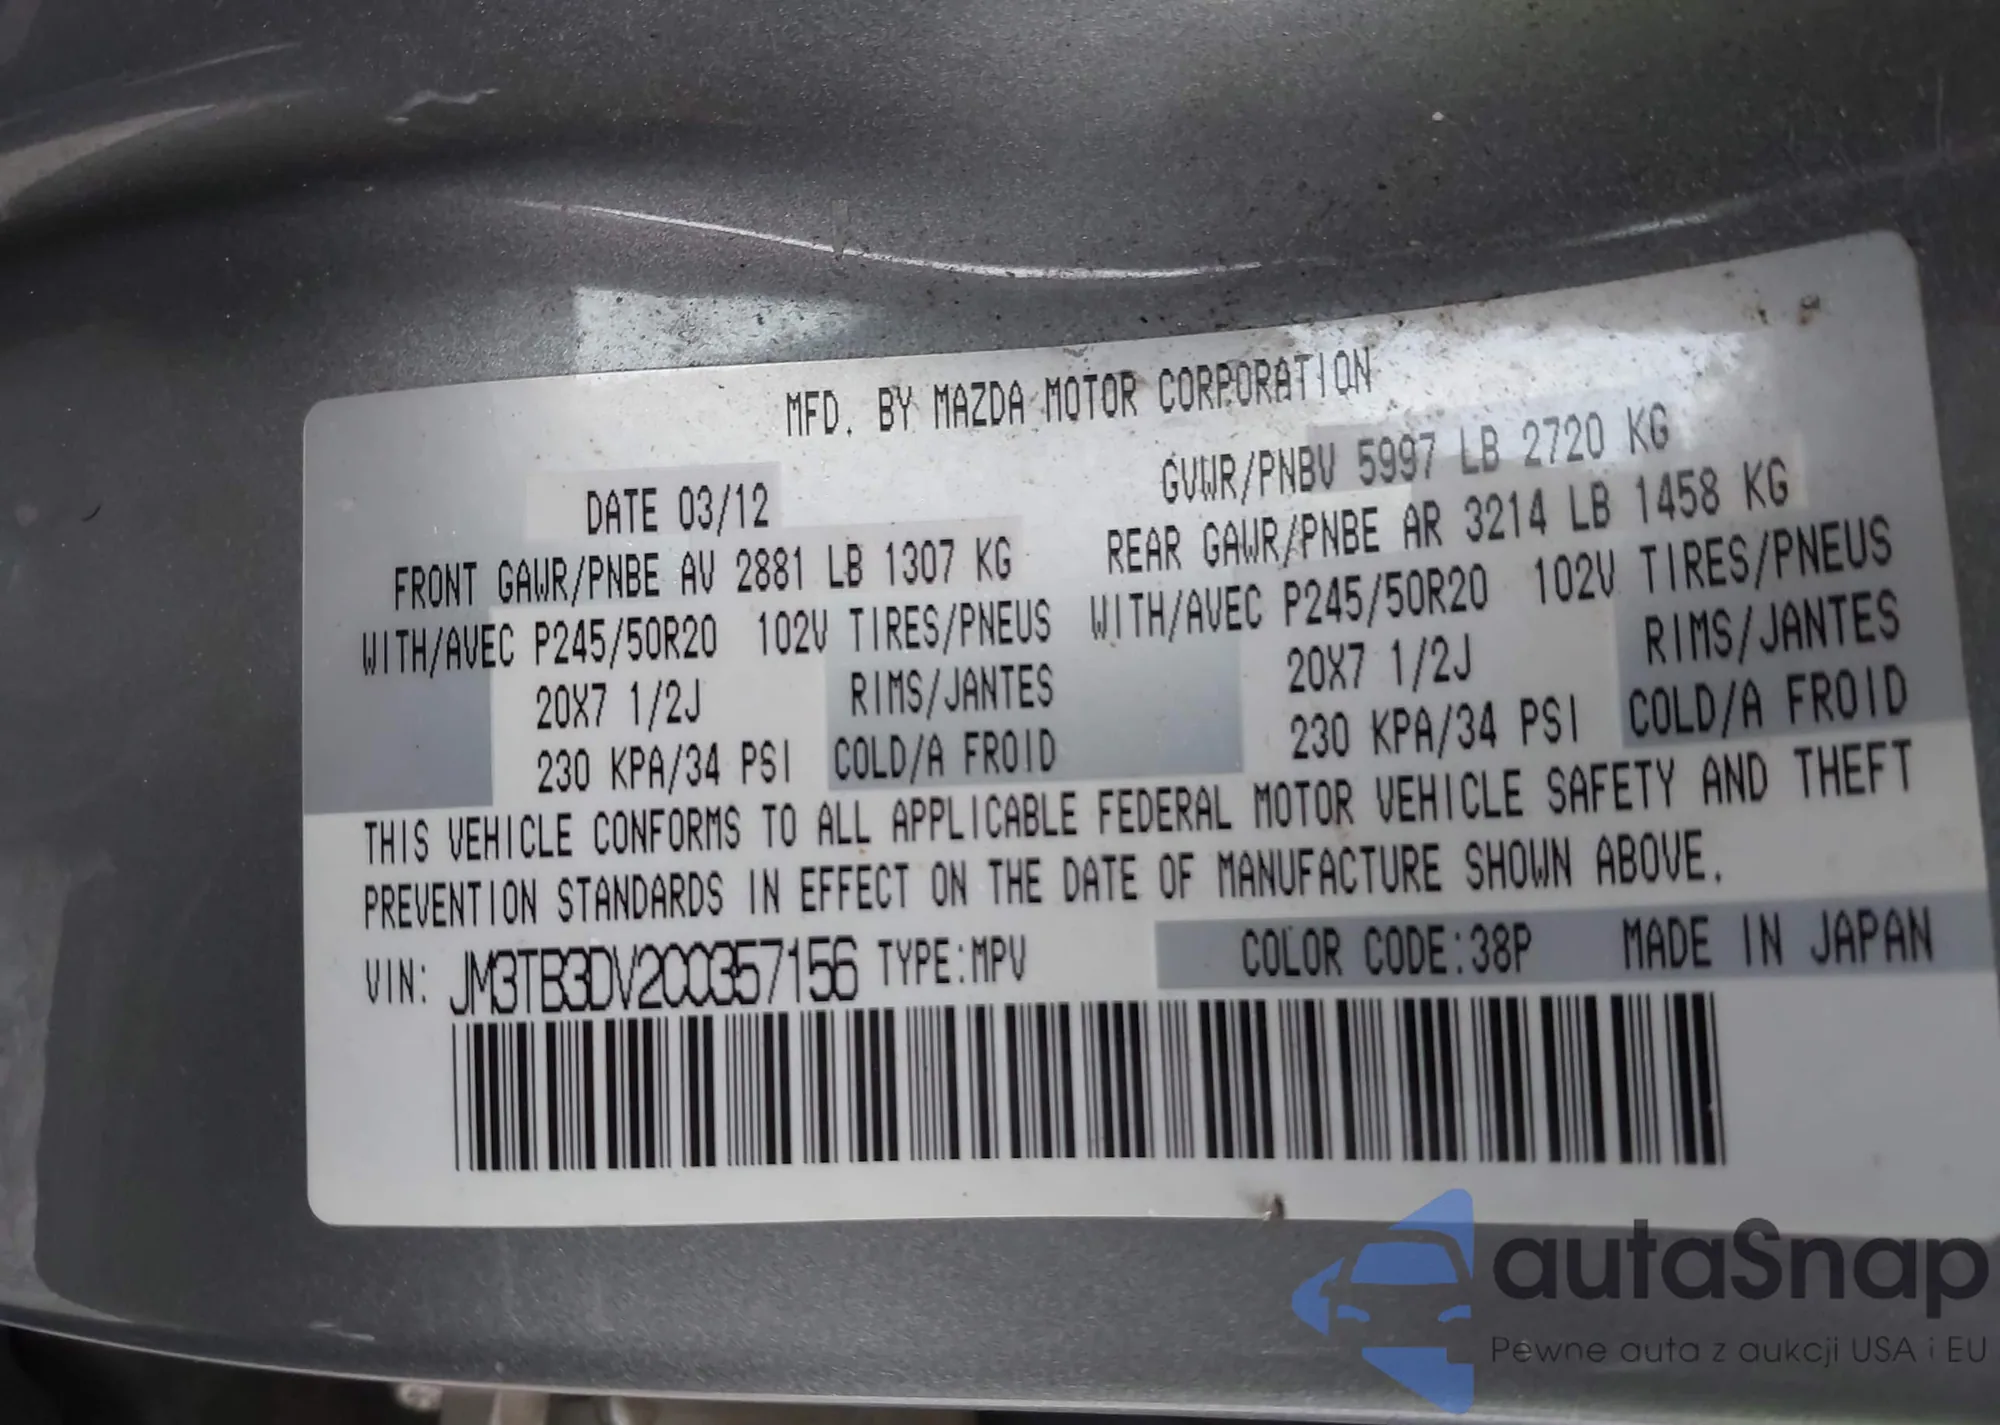 MFD. BY MAZDA MOTOR CORPORATION
DATE 03/12 GVWR/PNBV 5997 LB 2720 KG
FRONT GAWR/PNBE AV 2881 LB 1307 KG REAR GAWR/PNBE AR 3214 LB 1458 KG
WITH/AVEC P245/50R20 102V TIRES/PNEUS WITH/AVEC P245/50R20 102V TIRES/PNEUS
20X7 1/2J RIMS/JANTES 20X7 1/2J RIMS/JANTES
230 KPA/34 PSI COLD/A FROID 230 KPA/34 PSI COLD/A FROID
THIS VEHICLE CONFORMS TO ALL APPLICABLE FEDERAL MOTOR VEHICLE SAFETY AND THEFT
PREVENTION STANDARDS IN EFFECT ON THE DATE OF MANUFACTURE SHOWN ABOVE.
VIN: JM3TB3DV2C0357156 TYPE:MPV COLOR CODE:38P MADE IN JAPAN
autaSnap
Pewne auta z aukcji USA i EU